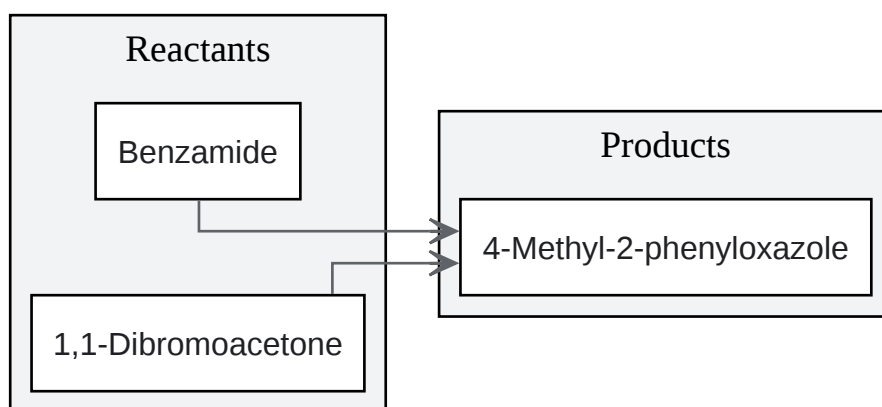 Reactants
Benzamide
1,1-Dibromoacetone
Products
4-Methyl-2-phenyloxazole